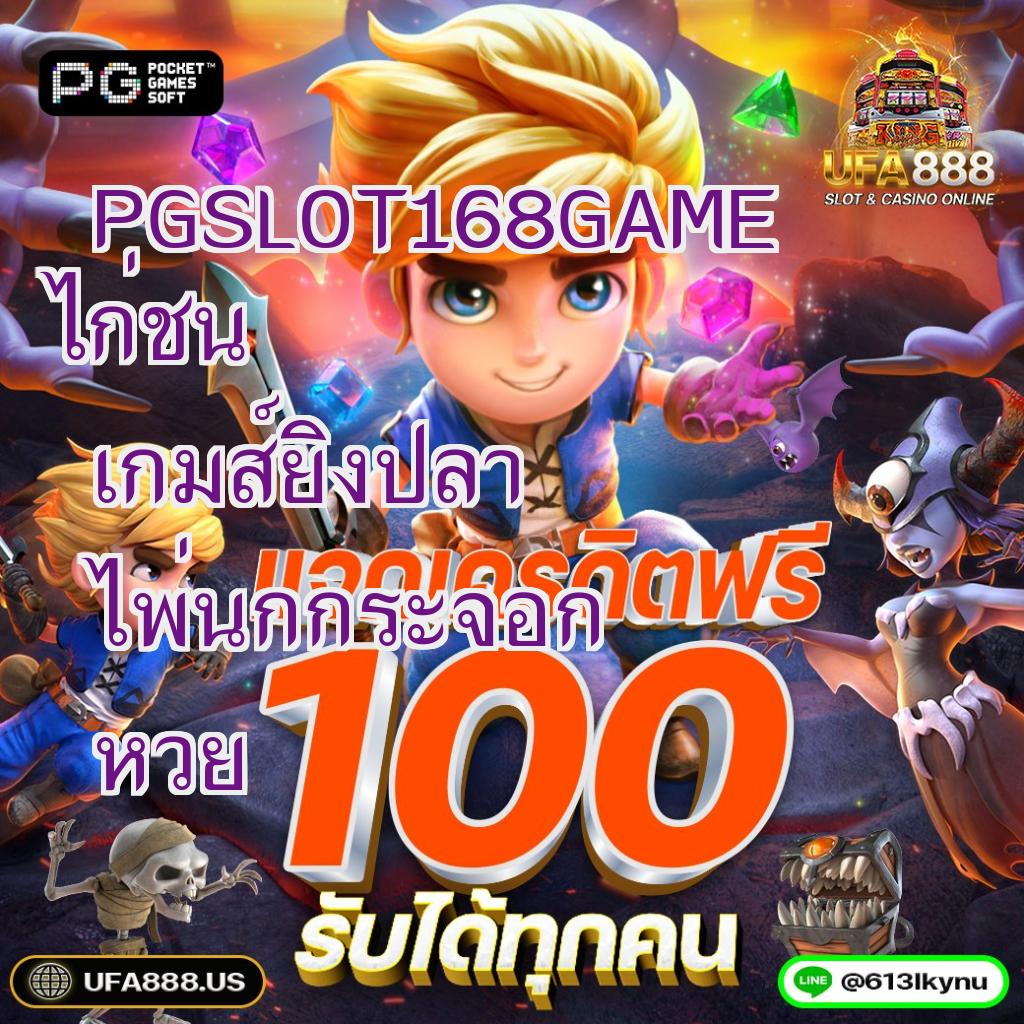 PG POCKET GAMES SOFT™
UFA888
SLOT & CASINO ONLINE
PGSLOT168GAME
ไก่ชน
เกมส์ยิงปลา
แจกเครดิตฟรี
ไพ่นกกระจอก
100
หวย
รับได้ทุกคน
UFA888.US
LINE @613lkynu